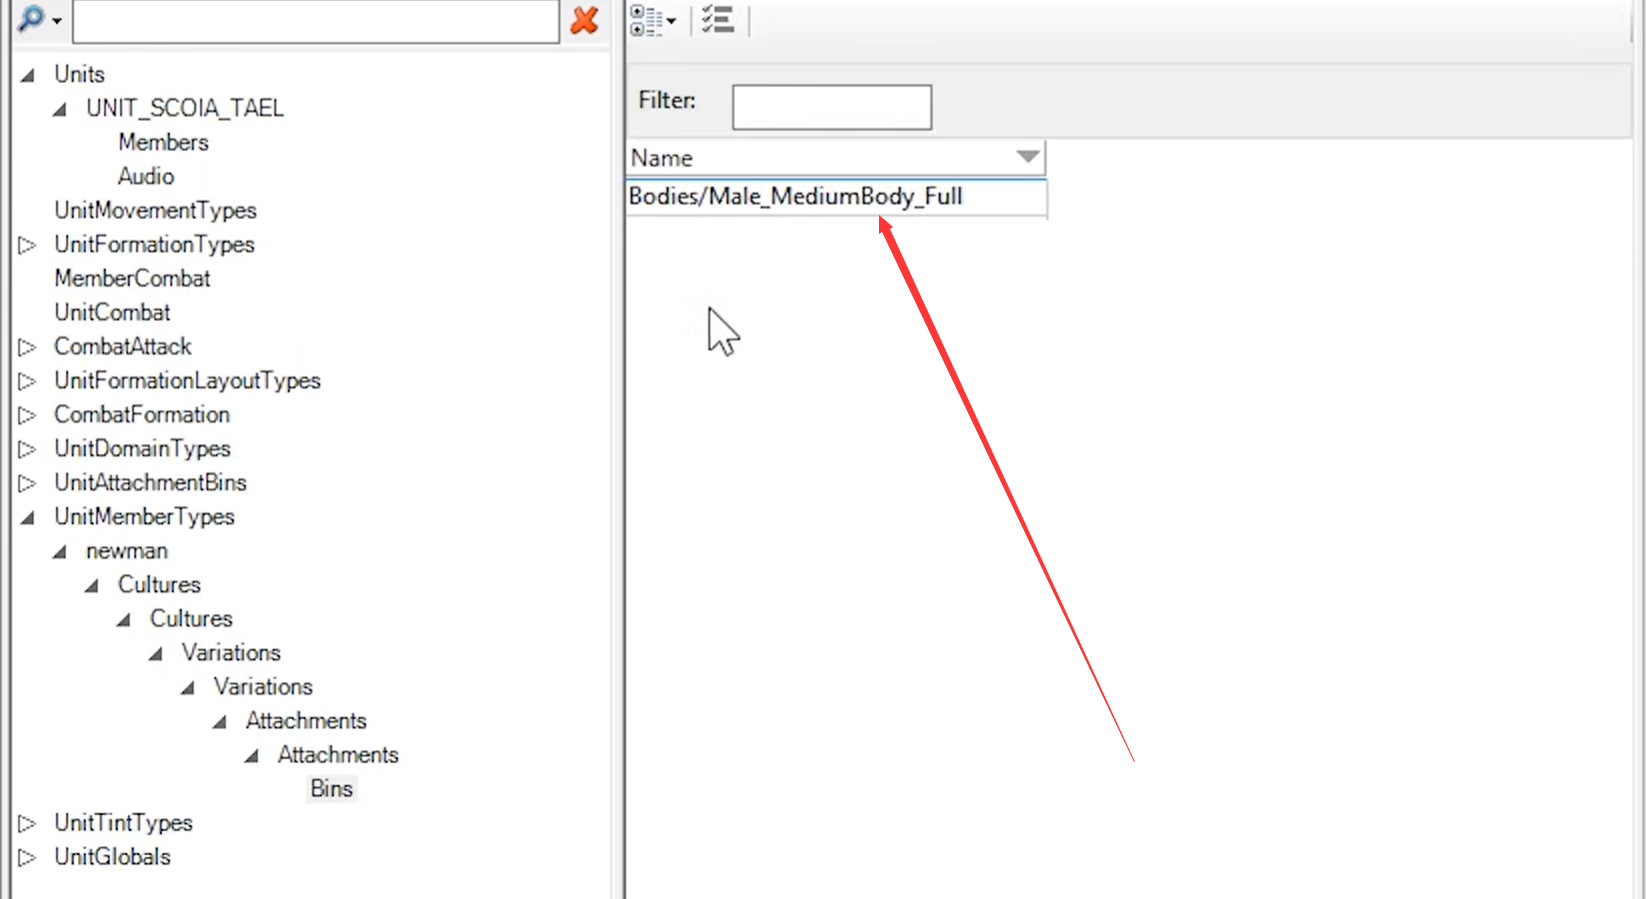 Units
UNIT_SCOIA_TAEL
Members
Audio
UnitMovementTypes
UnitFormationTypes
MemberCombat
UnitCombat
CombatAttack
UnitFormationLayoutTypes
CombatFormation
UnitDomainTypes
UnitAttachmentBins
UnitMemberTypes
newman
Cultures
Cultures
Variations
Variations
Attachments
Attachments
Bins
UnitTintTypes
UnitGlobals
Filter:
Name
Bodies/Male_MediumBody_Full